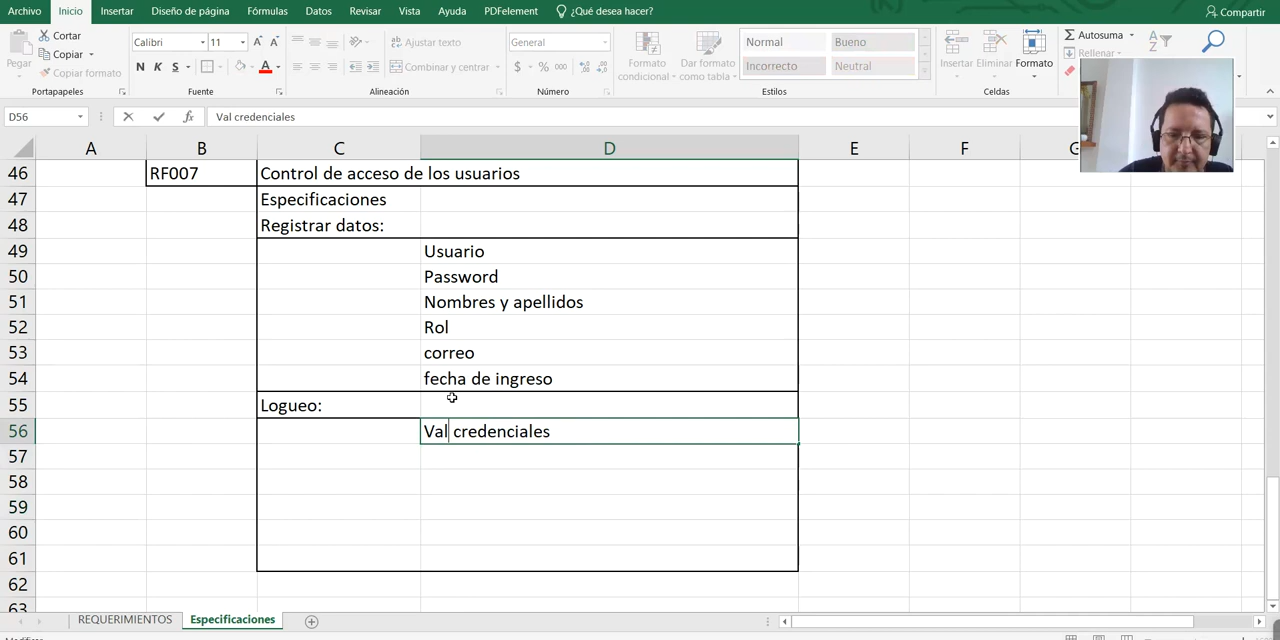 Archivo Inicio Insertar Diseño de página Fórmulas Datos Revisar Vista Ayuda PDFelement ¿Qué desea hacer? Compartir
Pegar Cortar Copiar Copiar formato
Calibri 11
N K S A
Ajustar texto
Combinar y centrar
General
$ % 000
Formato condicional Dar formato como tabla
Normal Bueno
Incorrecto Neutral
Insertar Eliminar Formato
Autosuma
Rellenar
Portapapeles Fuente Alineación Número Estilos Celdas
D56 fx Val credenciales
A B C D E F G
46 RF007 Control de acceso de los usuarios
47 Especificaciones
48 Registrar datos:
49 Usuario
50 Password
51 Nombres y apellidos
52 Rol
53 correo
54 fecha de ingreso
55 Logueo:
56 Val credenciales
57
58
59
60
61
62
63
REQUERIMIENTOS Especificaciones